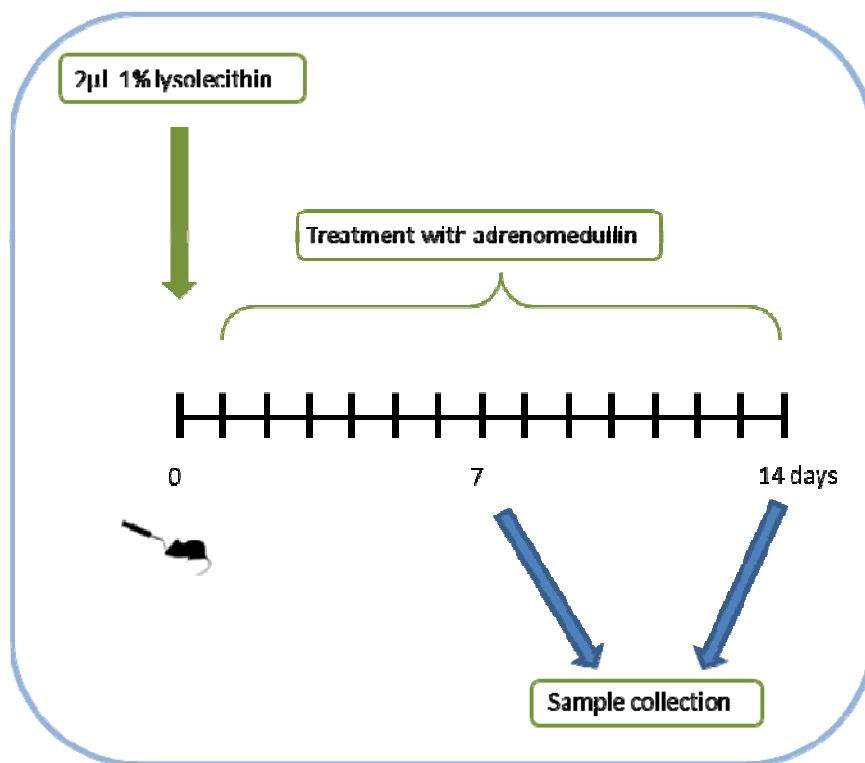 2µl 1% lysolecithin
Treatment with adrenomedullin
0 7 14 days
Sample collection